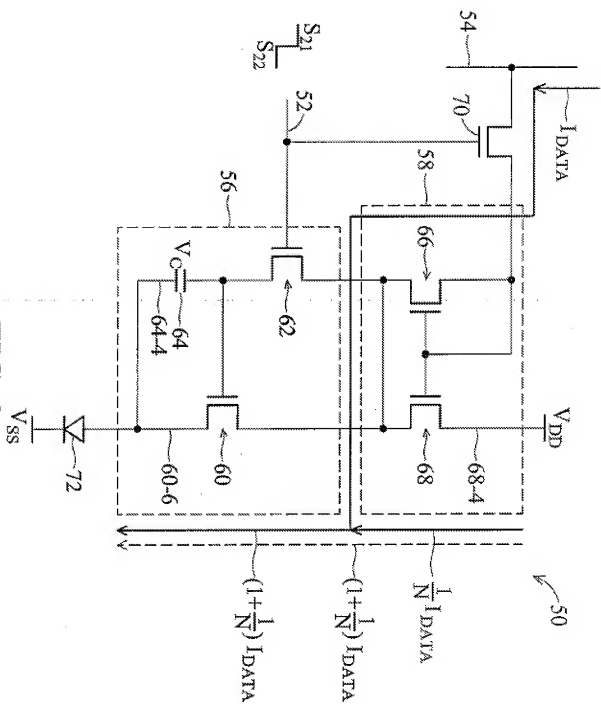 50
V_DD
68-4
68
66
58
70
54
I_DATA
1/N I_DATA
(1+1/N) I_DATA
(1+1/N) I_DATA
52
S21
S22
56
62
60
V_C
64
64-4
60-6
72
V_SS